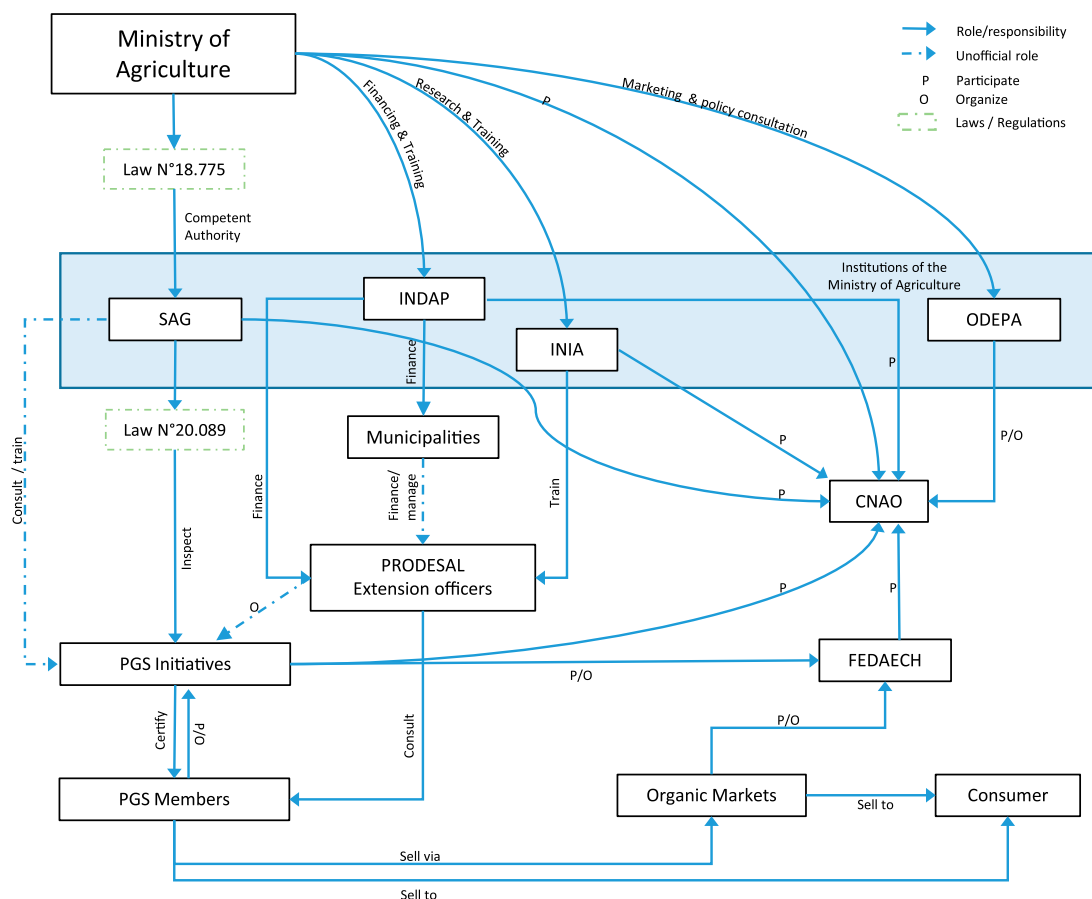 Ministry of
Agriculture
Role/responsibility
Unofficial role
P Participate
O Organize
Laws / Regulations
Financing & Training
Research & Training
P
Marketing & policy consultation
Law N°18.775
Competent
Authority
Institutions of the
Ministry of Agriculture
SAG
INDAP
INIA
ODEPA
Finance
P
Law N°20.089
Municipalities
P
P/O
Consult / train
Finance
Finance/
manage
Train
P
CNAO
Inspect
PRODESAL
Extension officers
O
P
P
PGS Initiatives
P/O
FEDAECH
Certify
P/O
Consult
P/O
PGS Members
Organic Markets
Sell to
Consumer
Sell via
Sell to